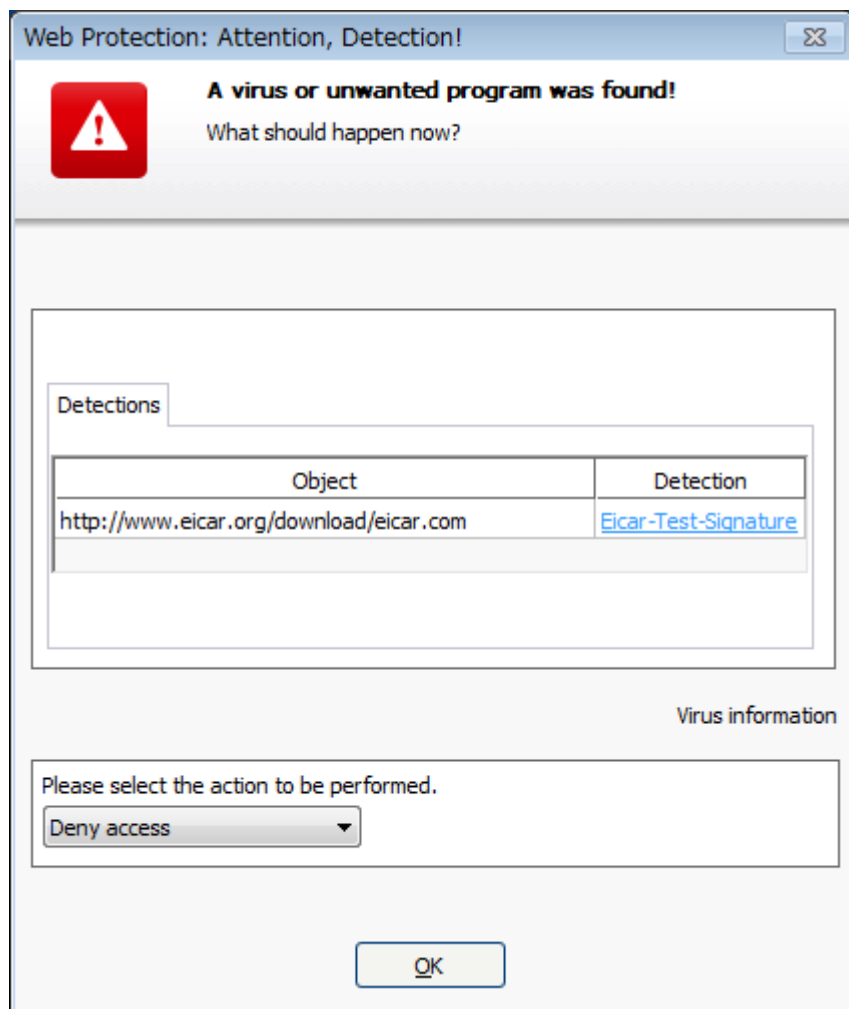 Web Protection: Attention, Detection!
A virus or unwanted program was found!
What should happen now?
Detections
Object Detection
http://www.eicar.org/download/eicar.com Eicar-Test-Signature
Virus information
Please select the action to be performed.
Deny access
OK